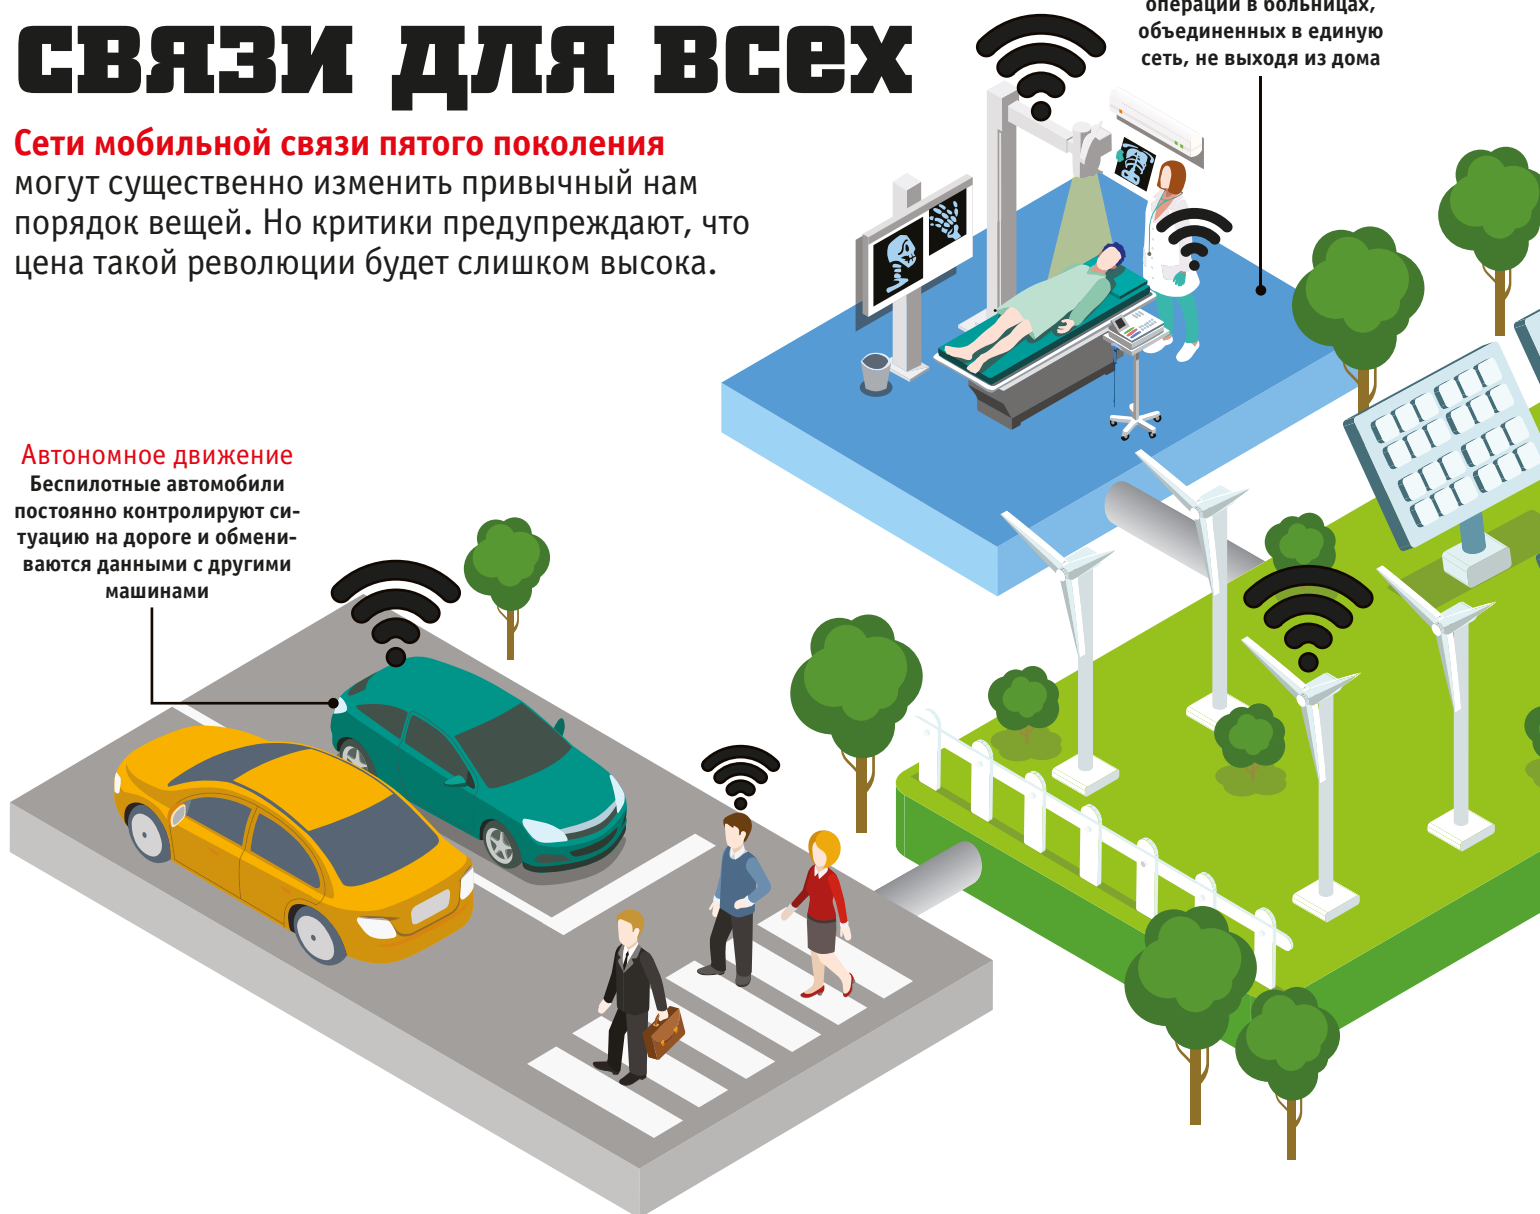 связи для всех
Сети мобильной связи пятого поколения
могут существенно изменить привычный нам
порядок вещей. Но критики предупреждают, что
цена такой революции будет слишком высока.
операции в больницах,
объединенных в единую
сеть, не выходя из дома
Автономное движение
Беспилотные автомобили
постоянно контролируют си-
туацию на дороге и обмени-
ваются данными с другими
машинами